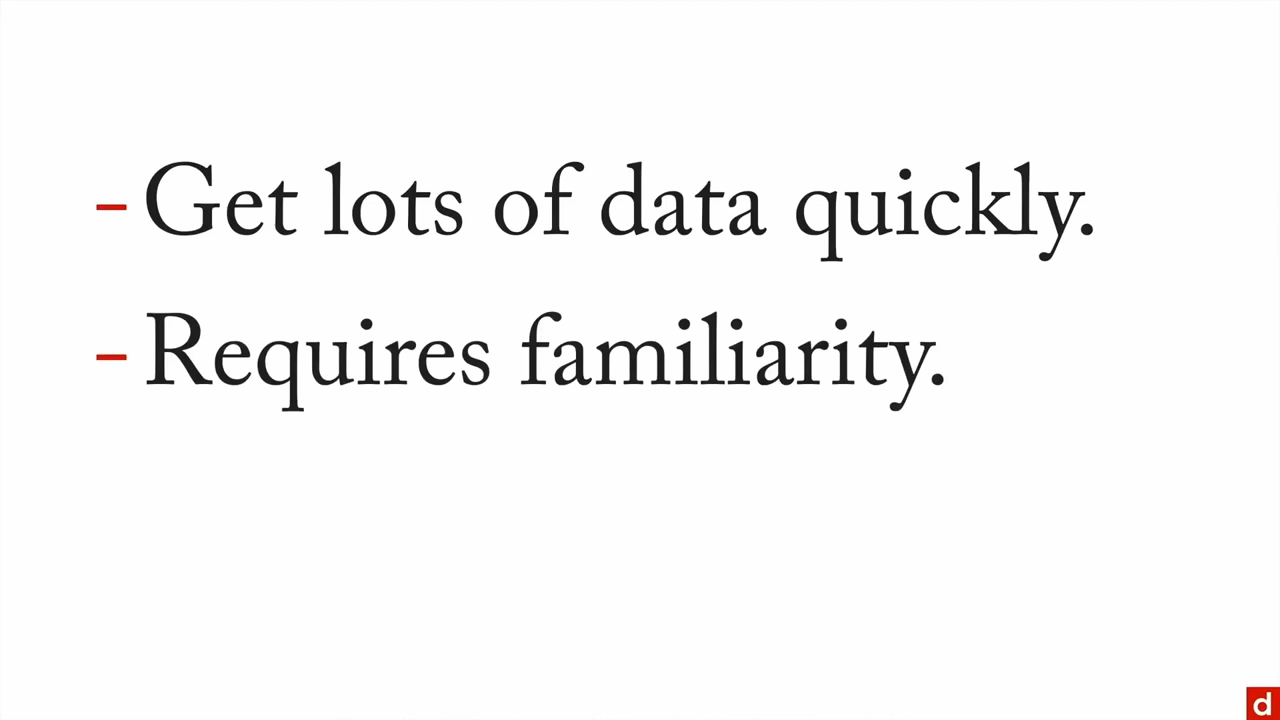 - Get lots of data quickly.
- Requires familiarity.
d